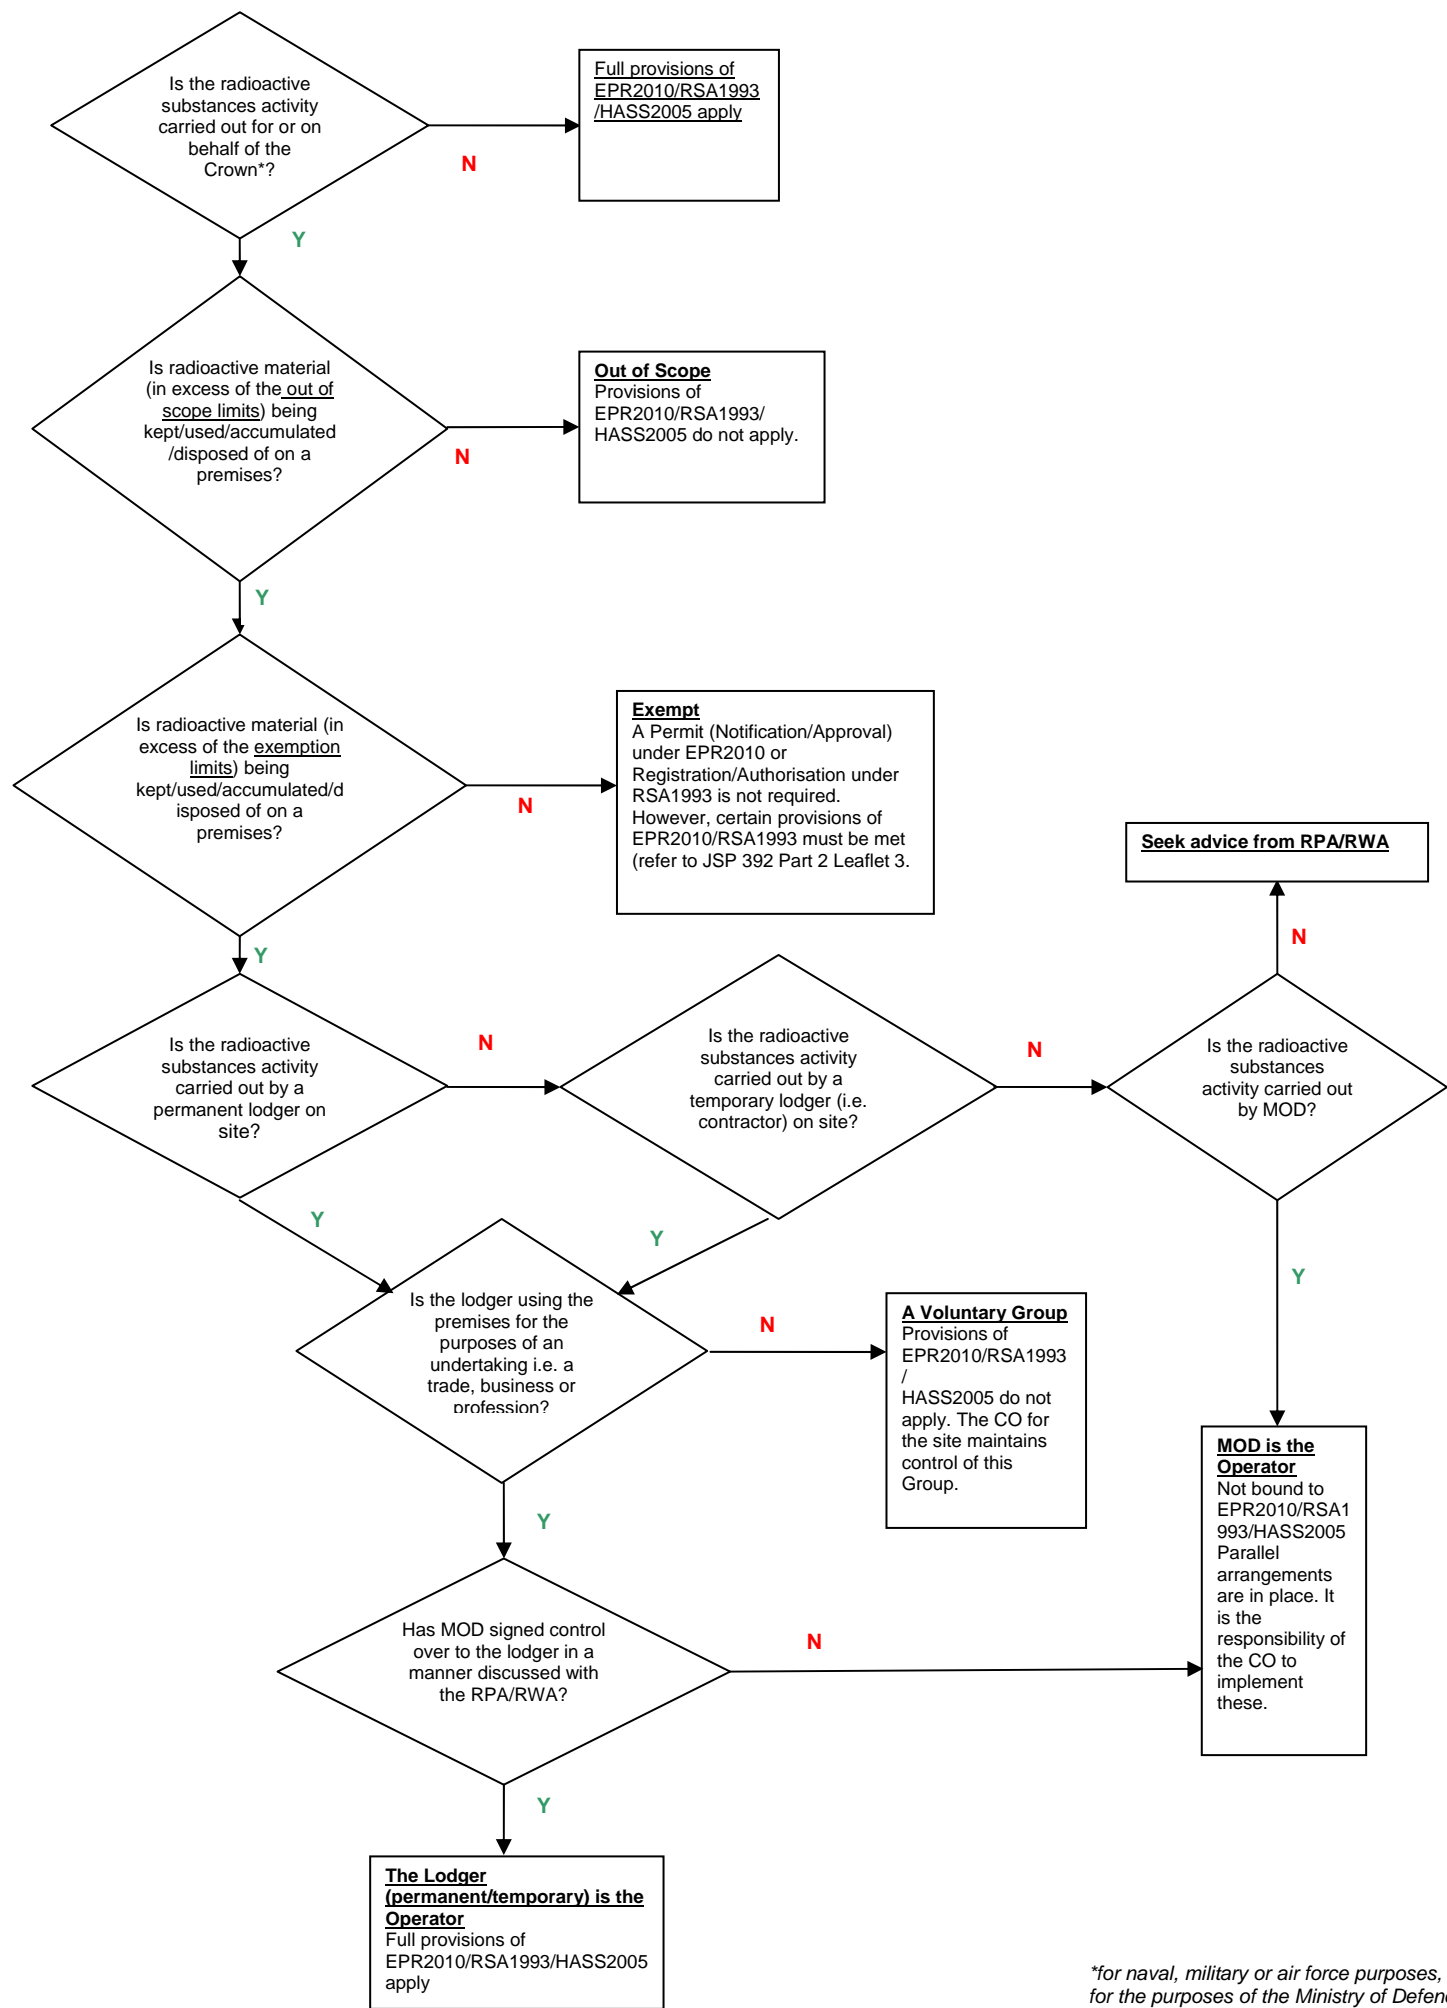 Is the radioactive
substances activity
carried out for or on
behalf of the
Crown*?
Full provisions of
EPR2010/RSA1993
/HASS2005 apply
N
Y
Is radioactive material
(in excess of the out of
scope limits) being
kept/used/accumulated
/disposed of on a
premises?
Out of Scope
Provisions of
EPR2010/RSA1993/
HASS2005 do not apply.
N
Y
Is radioactive material (in
excess of the exemption
limits) being
kept/used/accumulated/d
isposed of on a
premises?
N
Exempt
A Permit (Notification/Approval)
under EPR2010 or
Registration/Authorisation under
RSA1993 is not required.
However, certain provisions of
EPR2010/RSA1993 must be met
(refer to JSP 392 Part 2 Leaflet 3.
Seek advice from RPA/RWA
N
Y
Is the radioactive
substances activity
carried out by a
permanent lodger on
site?
N
Is the radioactive
substances activity
carried out by a
temporary lodger (i.e.
contractor) on site?
N
Is the radioactive
substances
activity carried out
by MOD?
Y
Y
Y
Is the lodger using the
premises for the
purposes of an
undertaking i.e. a
trade, business or
profession?
N
A Voluntary Group
Provisions of
EPR2010/RSA1993
/
HASS2005 do not
apply. The CO for
the site maintains
control of this
Group.
MOD is the
Operator
Not bound to
EPR2010/RSA1
993/HASS2005
Parallel
arrangements
are in place. It
is the
responsibility of
the CO to
implement
these.
Y
Has MOD signed control
over to the lodger in a
manner discussed with
the RPA/RWA?
N
Y
The Lodger
(permanent/temporary) is the
Operator
Full provisions of
EPR2010/RSA1993/HASS2005
apply
*for naval, military or air force purposes,
for the purposes of the Ministry of Defen